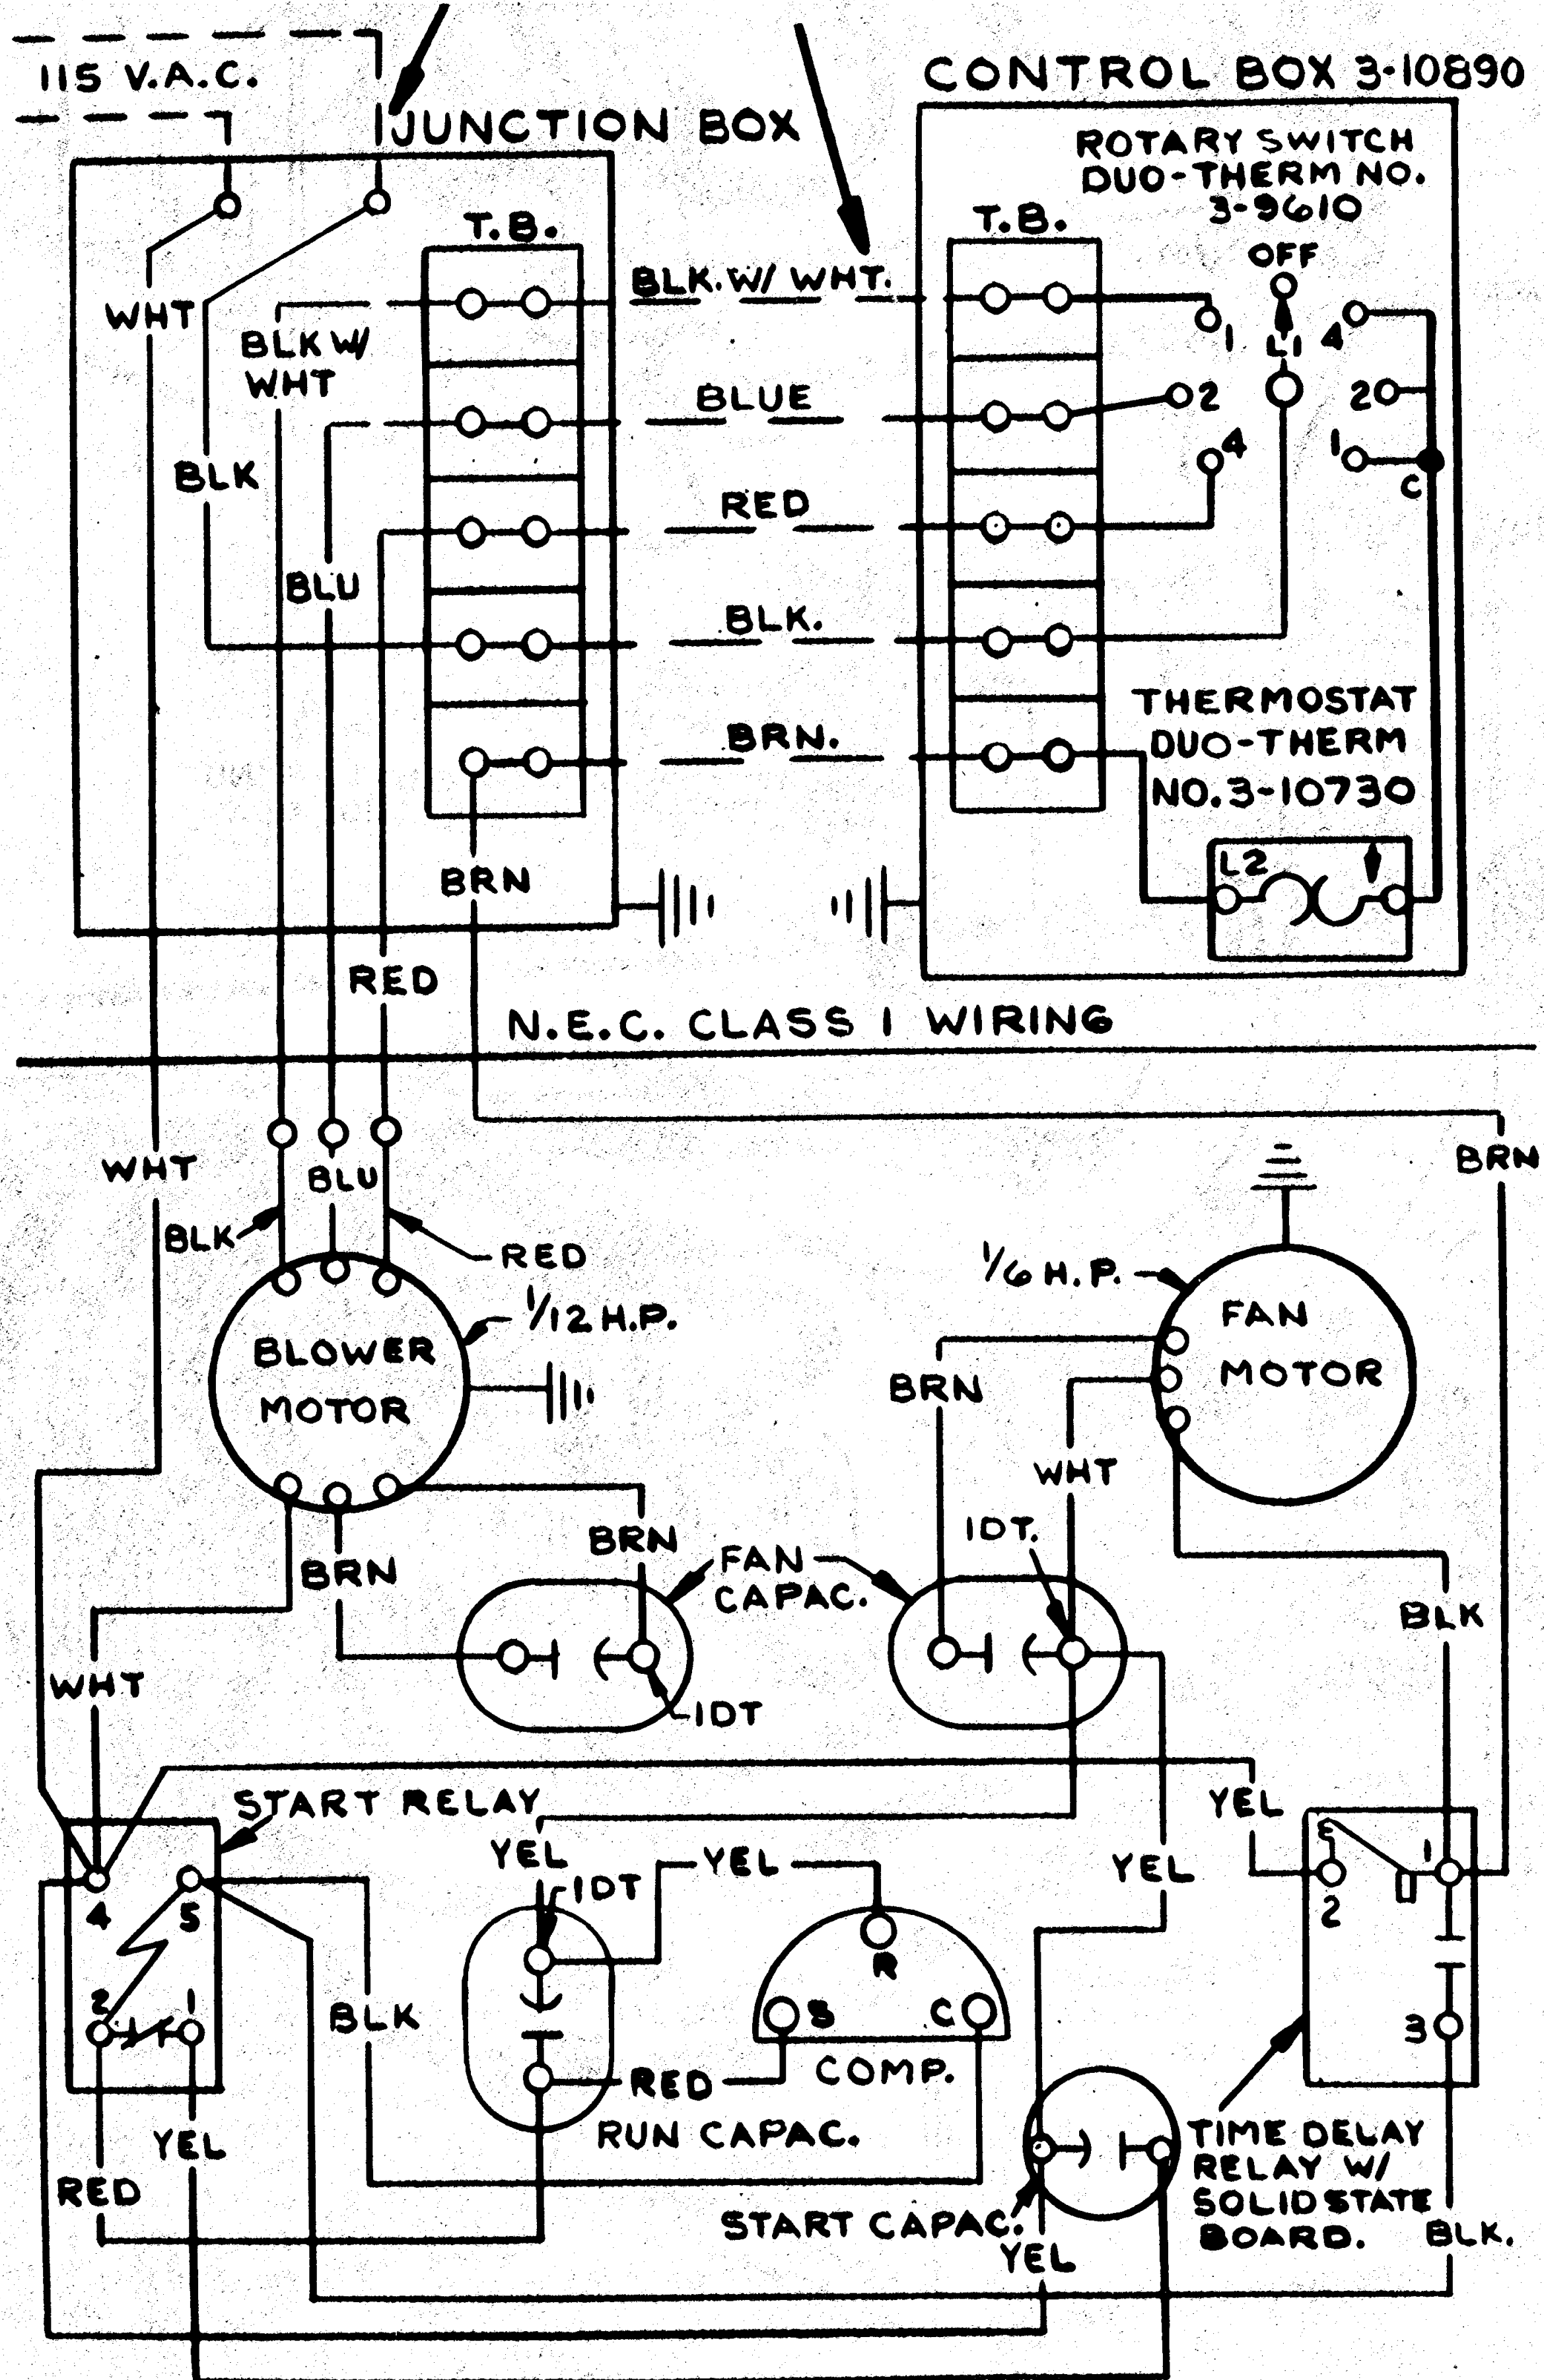 115 V.A.C.
JUNCTION BOX
CONTROL BOX 3-10890
ROTARY SWITCH
DUO-THERM NO.
3-9610
OFF
T.B.
T.B.
BLK. W/ WHT.
WHT
BLK W/
WHT
1
L1
4
BLUE
2
2
BLK
4
1
C
RED
BLU
BLK.
BRN.
THERMOSTAT
DUO-THERM
NO. 3-10730
L2
BRN
RED
N.E.C. CLASS 1 WIRING
WHT
BLU
BRN
BLK
RED
1/6 H.P.
1/12 H.P.
FAN
MOTOR
BLOWER
MOTOR
BRN
WHT
BRN
IDT.
BRN
FAN
CAPAC.
BLK
WHT
IDT
START RELAY
YEL
YEL
YEL
YEL
IDT
1
4
5
2
R
2
1
BLK
S
C
3
RED
COMP.
RUN CAPAC.
YEL
RED
TIME DELAY
RELAY W/
SOLID STATE
BOARD.
START CAPAC.
BLK.
YEL